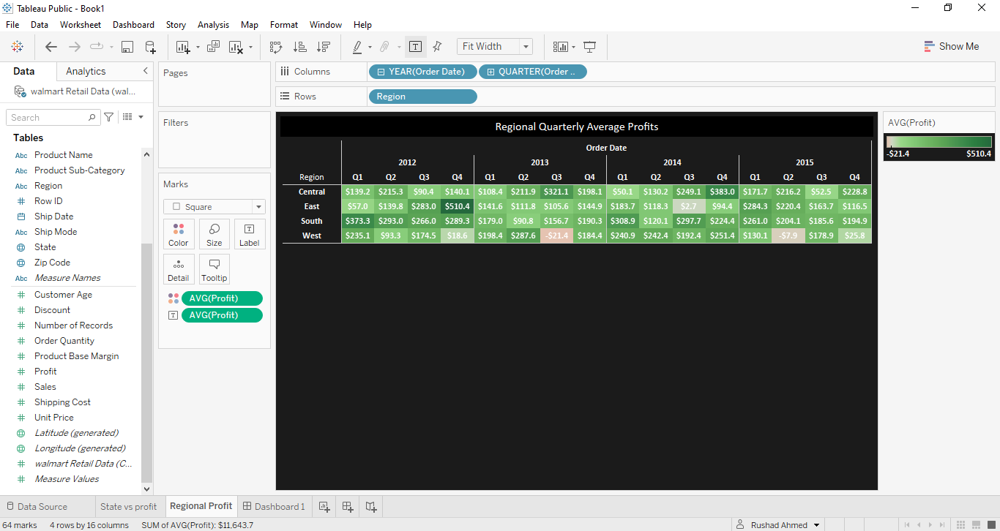 Tableau Public - Book1
File Data Worksheet Dashboard Story Analysis Map Format Window Help
Fit Width
Show Me
Data Analytics
walmart Retail Data (wal...
Search
Tables
Abc Product Name
Abc Product Sub-Category
Abc Region
Row ID
Ship Date
Abc Ship Mode
State
Zip Code
Abc Measure Names
Customer Age
Discount
Number of Records
Order Quantity
Product Base Margin
Profit
Sales
Shipping Cost
Unit Price
Latitude (generated)
Longitude (generated)
walmart Retail Data (C...
Measure Values
Pages
Filters
Marks
Square
Color Size Label
Detail Tooltip
AVG(Profit)
AVG(Profit)
Columns YEAR(Order Date) QUARTER(Order ..
Rows Region
Regional Quarterly Average Profits
Order Date
2012 2013 2014 2015
Region Q1 Q2 Q3 Q4 Q1 Q2 Q3 Q4 Q1 Q2 Q3 Q4 Q1 Q2 Q3 Q4
Central $139.2 $215.3 $90.4 $140.1 $108.4 $211.9 $321.1 $198.1 $50.1 $130.2 $249.1 $383.0 $171.7 $216.2 $52.5 $228.8
East $57.0 $139.8 $283.0 $510.4 $141.6 $111.8 $105.6 $144.9 $183.7 $118.3 $2.7 $94.4 $284.3 $220.4 $163.7 $116.5
South $373.3 $293.0 $266.0 $289.3 $179.0 $90.8 $156.7 $190.3 $308.9 $120.1 $297.7 $224.4 $261.0 $204.1 $185.6 $194.9
West $235.1 $93.3 $174.5 $18.6 $198.4 $287.6 -$21.4 $184.4 $240.9 $242.4 $192.4 $251.4 $130.1 -$7.9 $178.9 $25.8
AVG(Profit)
-$21.4 $510.4
Data Source State vs profit Regional Profit Dashboard 1
64 marks 4 rows by 16 columns SUM of AVG(Profit): $11,643.7 Rushad Ahmed